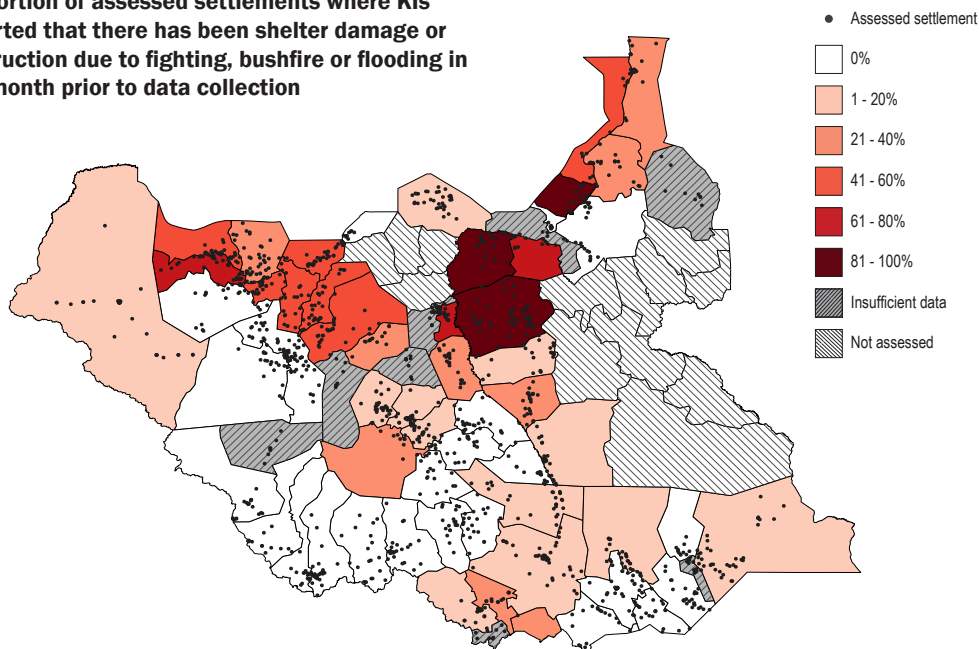 ortion of assessed settlements where KIs
rted that there has been shelter damage or
ruction due to fighting, bushfire or flooding in
month prior to data collection
Assessed settlement
0%
1 - 20%
21 - 40%
41 - 60%
61 - 80%
81 - 100%
Insufficient data
Not assessed